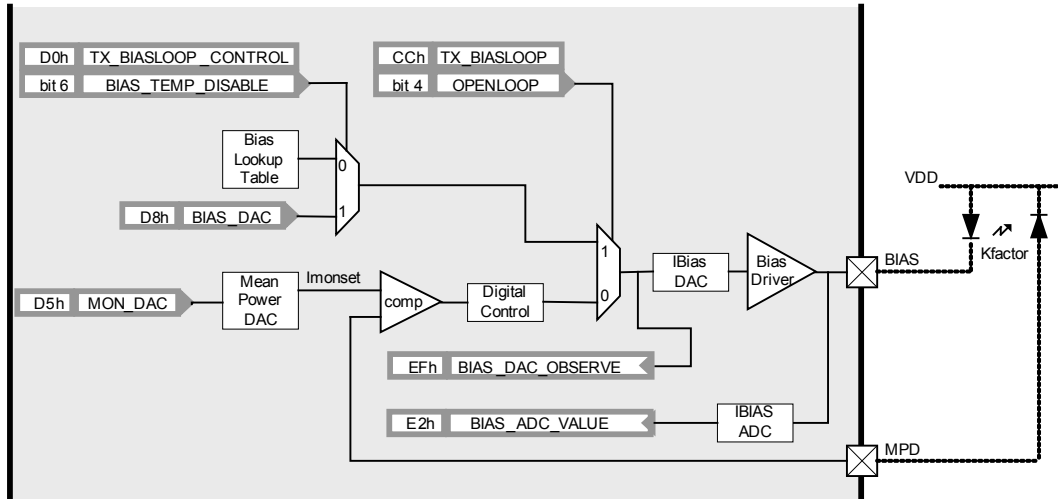 D0h TX_BIASLOOP_CONTROL
bit 6 BIAS_TEMP_DISABLE
CCh TX_BIASLOOP
bit 4 OPENLOOP
Bias
Lookup
Table
0
1
D8h BIAS_DAC
VDD
Kfactor
BIAS
1
0
IBias
DAC
Bias
Driver
D5h MON_DAC
Mean
Power
DAC
Imonset
comp
Digital
Control
EFh BIAS_DAC_OBSERVE
E2h BIAS_ADC_VALUE
IBIAS
ADC
MPD